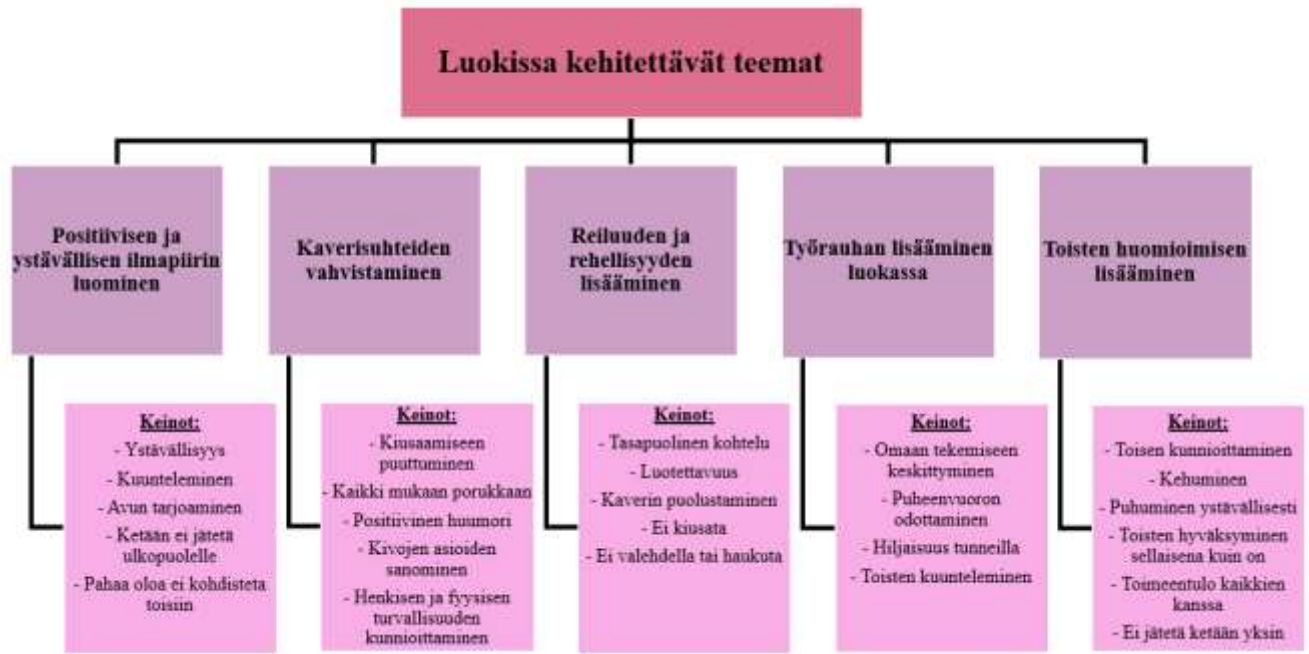 Luokissa kehitettävät teemat
Positiivisen ja
ystävällisen ilmapiirin
luominen
Kaverisuhteiden
vahvistaminen
Reiluuden ja
rehellisyyden
lisääminen
Työrauhan lisääminen
luokassa
Toisten huomioimisen
lisääminen
Keinot:
- Ystävällisyys
- Kuunteleminen
- Avun tarjoaminen
- Ketään ei jätetä
ulkopuolelle
- Pahaa oloa ei kohdisteta
toisiin
Keinot:
- Kiusaamiseen
puuttuminen
- Kaikki mukaan porukkaan
- Positiivinen huumori
- Kivojen asioiden
sanominen
- Henkisen ja fyysisen
turvallisuuden
kunnioittaminen
Keinot:
- Tasapuolinen kohtelu
- Luotettavuus
- Kaverin puolustaminen
- Ei kiusata
- Ei valehdella tai haukuta
Keinot:
- Omaan tekemiseen
keskittyminen
- Puheenvuoron
odottaminen
- Hiljaisuus tunneilla
- Toisten kuunteleminen
Keinot:
- Toisen kunnioittaminen
- Kehuminen
- Puhuminen ystävällisesti
- Toisten hyväksyminen
sellaisena kuin on
- Toimeentulo kaikkien
kanssa
- Ei jätetä ketään yksin